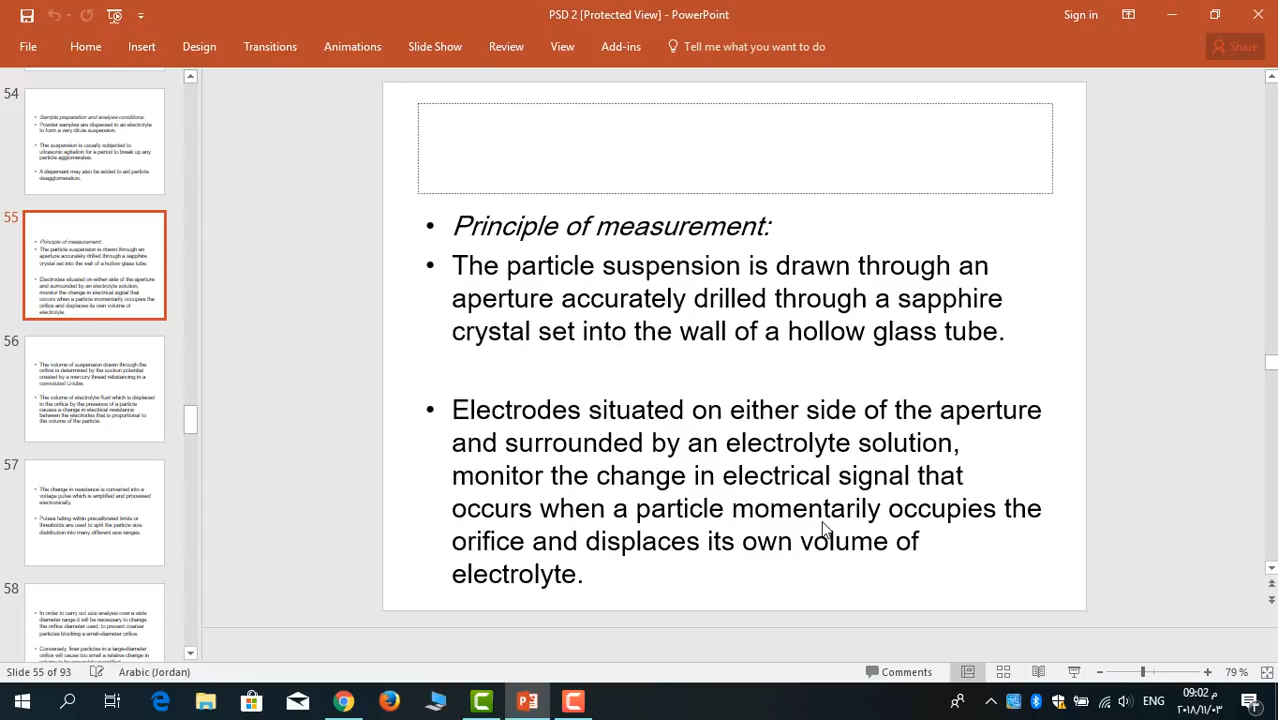 PSD 2 [Protected View] - PowerPoint
Sign in
File
Home
Insert
Design
Transitions
Animations
Slide Show
Review
View
Add-ins
Tell me what you want to do
Share
54
• Sample preparation and analyses conditions:
• Powder samples are dispersed in an electrolyte
to form a very dilute suspension.
• The suspension is usually subjected to
ultrasonic agitation for a period to break up any
particle agglomerates.
• A dispersant may also be added to aid particle
deagglomeration.
55
• Principle of measurement:
• The particle suspension is drawn through an
aperture accurately drilled through a sapphire
crystal set into the wall of a hollow glass tube.
• Electrodes situated on either side of the aperture
and surrounded by an electrolyte solution,
monitor the change in electrical signal that
occurs when a particle momentarily occupies the
orifice and displaces its own volume of
electrolyte.
56
• The volume of suspension drawn through the
orifice is determined by the suction potential
created by a mercury thread rebalancing in a
convoluted U-tube.
• The volume of electrolyte fluid which is displaced
in the orifice by the presence of a particle
causes a change in electrical resistance
between the electrodes that is proportional to
the volume of the particle.
57
• The change in resistance is converted into a
voltage pulse which is amplified and processed
electronically.
• Pulses falling within precalibrated limits or
thresholds are used to split the particle size
distribution into many different size ranges.
58
• In order to carry out size analysis over a wide
diameter range it will be necessary to change
the orifice diameter used, to prevent coarser
particles blocking a small-diameter orifice.
• Conversely, finer particles in a large-diameter
orifice will cause too small a relative change in
• Principle of measurement:
• The particle suspension is drawn through an
aperture accurately drilled through a sapphire
crystal set into the wall of a hollow glass tube.
• Electrodes situated on either side of the aperture
and surrounded by an electrolyte solution,
monitor the change in electrical signal that
occurs when a particle momentarily occupies the
orifice and displaces its own volume of
electrolyte.
Slide 55 of 93
Arabic (Jordan)
Comments
79 %
ENG
09:02 م